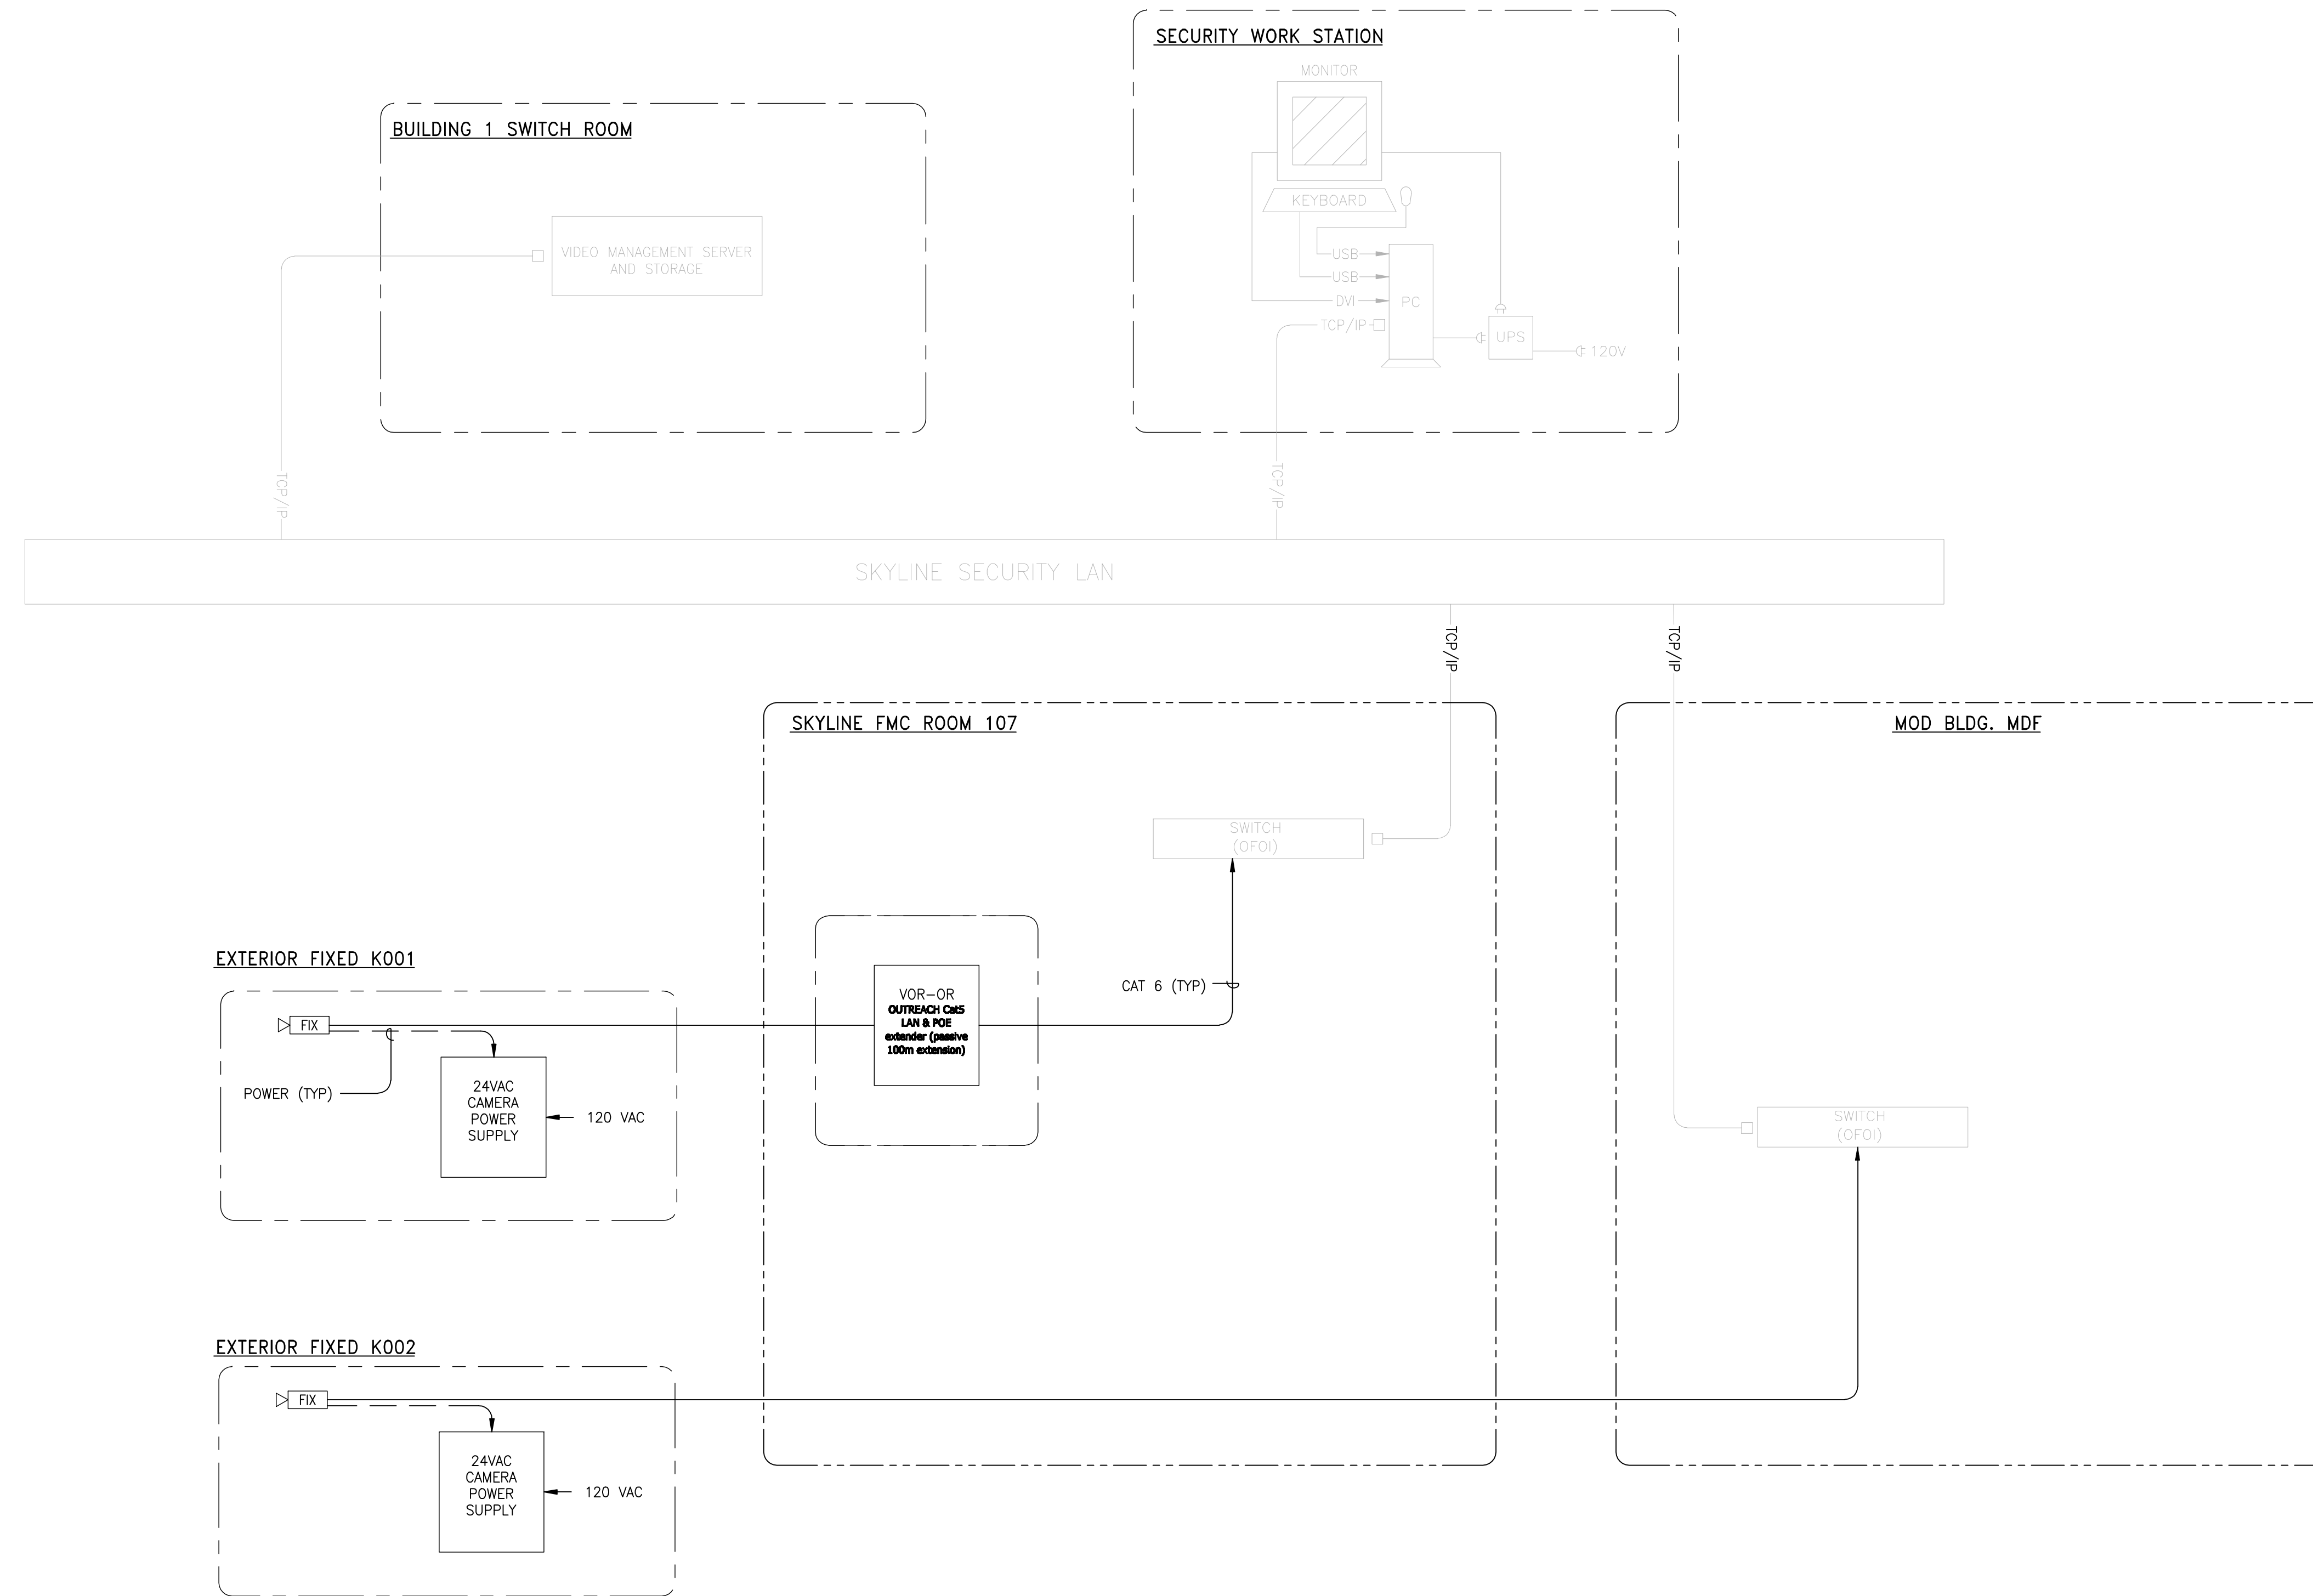 SECURITY WORK STATION
MONITOR
KEYBOARD
USB
USB
DVI
TCP/IP
PC
UPS
120V
BUILDING 1 SWITCH ROOM
VIDEO MANAGEMENT SERVER
AND STORAGE
TCP/IP
TCP/IP
SKYLINE SECURITY LAN
TCP/IP
TCP/IP
SKYLINE FMC ROOM 107
MOD BLDG. MDF
SWITCH
(OFOI)
EXTERIOR FIXED K001
FIX
POWER (TYP)
24VAC
CAMERA
POWER
SUPPLY
120 VAC
VOR-OR
OUTREACH Cat5
LAN & POE
extender (passive
100m extension)
CAT 6 (TYP)
SWITCH
(OFOI)
EXTERIOR FIXED K002
FIX
24VAC
CAMERA
POWER
SUPPLY
120 VAC